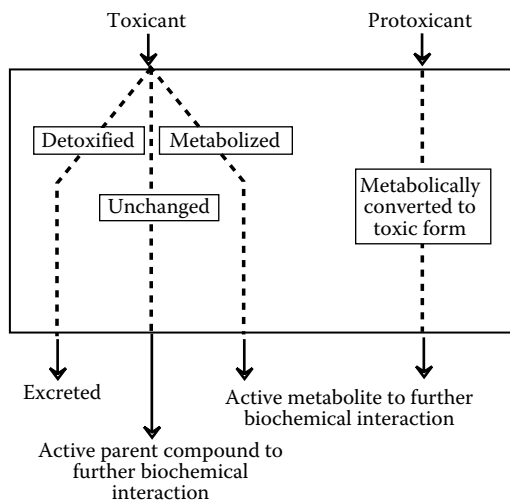 Toxicant
Protoxicant
Detoxified
Metabolized
Unchanged
Metabolically
converted to
toxic form
Excreted
Active metabolite to further
biochemical interaction
Active parent compound to
further biochemical
interaction